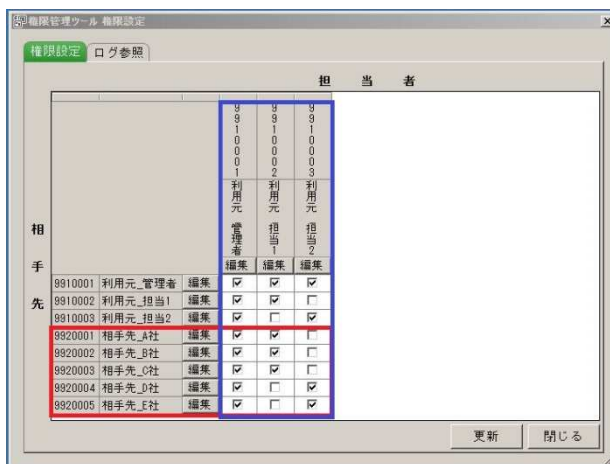 権限管理ツール 権限設定
権限設定 ログ参照
担 当 者
9910001 利用元_管理者 編集
9910002 利用元_担当1 編集
9910003 利用元_担当2 編集
相手先
9910001 利用元_管理者 編集
9910002 利用元_担当1 編集
9910003 利用元_担当2 編集
9920001 相手先_A社 編集
9920002 相手先_B社 編集
9920003 相手先_C社 編集
9920004 相手先_D社 編集
9920005 相手先_E社 編集
更新 閉じる